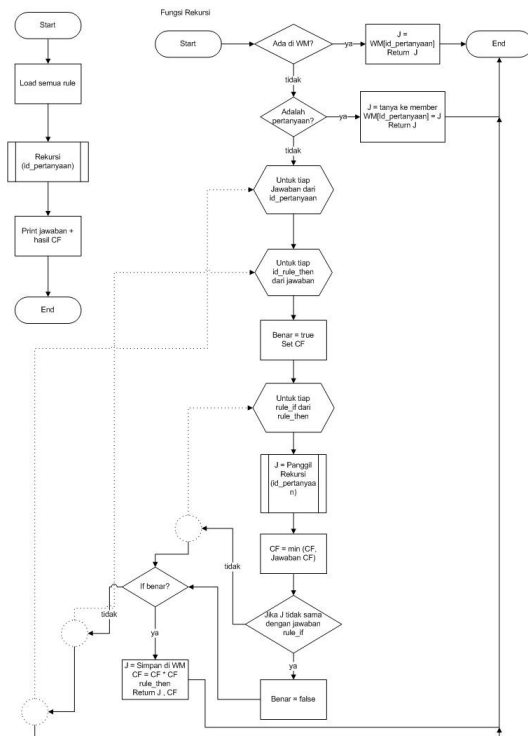 Fungsi Rekursi
Start
Load semua rule
Rekursi
(id_pertanyaan)
Print jawaban +
hasil CF
End
Start
Ada di WM?
ya
J =
WM[id_pertanyaan]
Return J
End
tidak
Adalah
pertanyaan?
ya
J = tanya ke member
WM[id_pertanyaan] = J
Return J
tidak
Untuk tiap
Jawaban dari
id_pertanyaan
Untuk tiap
id_rule_then
dari jawaban
Benar = true
Set CF
Untuk tiap
rule_if dari
rule_then
J = Panggil
Rekursi
(id_pertanyaa
n)
CF = min (CF,
Jawaban CF)
Jika J tidak sama
dengan jawaban
rule_if
tidak
ya
Benar = false
If benar?
tidak
ya
J = Simpan di WM
CF = CF * CF
rule_then
Return J , CF